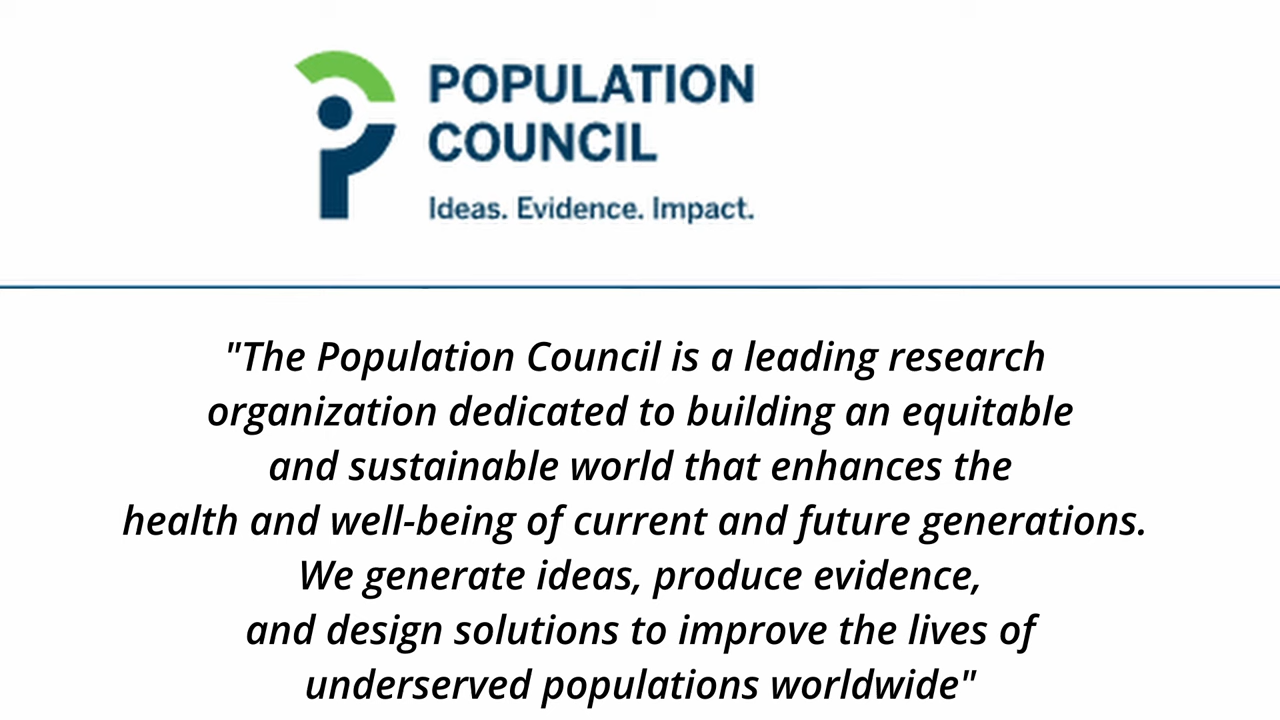 POPULATION
COUNCIL
Ideas. Evidence. Impact.
"The Population Council is a leading research
organization dedicated to building an equitable
and sustainable world that enhances the
health and well-being of current and future generations.
We generate ideas, produce evidence,
and design solutions to improve the lives of
underserved populations worldwide"